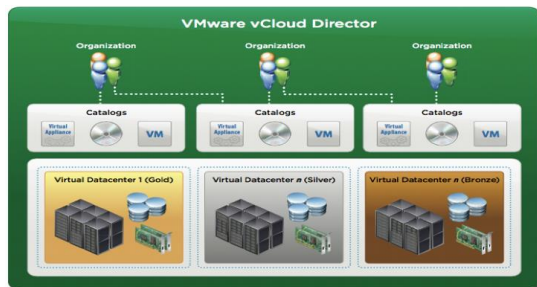 VMware vCloud Director
Organization
Organization
Organization
Catalogs
Catalogs
Catalogs
Virtual
Appliance
VM
Virtual
Appliance
VM
Virtual
Appliance
VM
Virtual Datacenter 1 (Gold)
Virtual Datacenter n (Silver)
Virtual Datacenter n (Bronze)